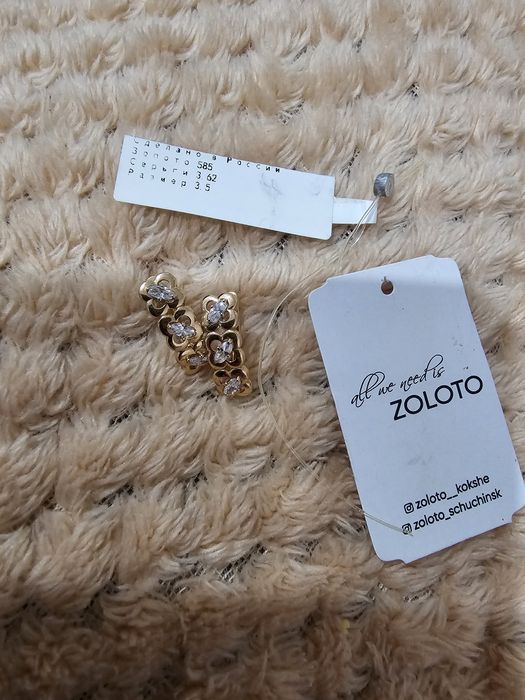 Сделано в России
Золото 585
Серьги 3.62
размер 3.5
all we need is
ZOLOTO
zoloto__kokshe
zoloto_schuchinsk